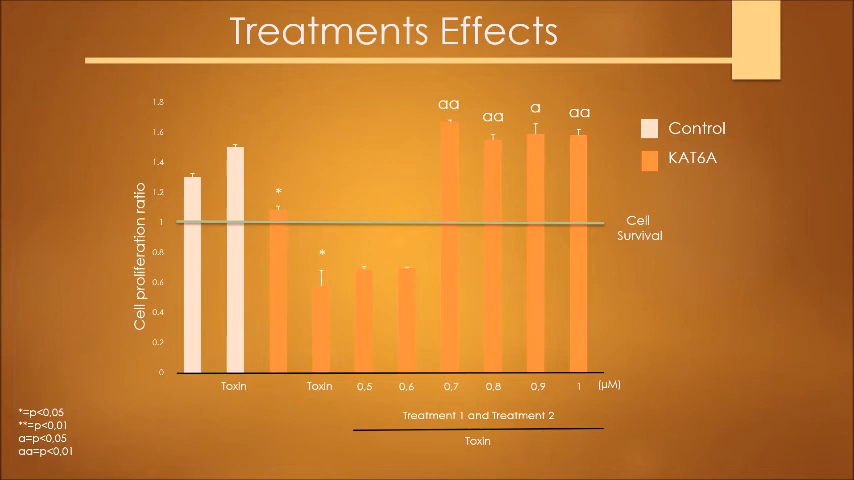 Treatments Effects
1.8
1.6
1.4
1.2
1
0.8
0.6
0.4
0.2
0
Cell proliferation ratio
*
*
aa
aa
a
aa
Control
KAT6A
Cell
Survival
Toxin Toxin 0,5 0,6 0,7 0,8 0,9 1 (µM)
Treatment 1 and Treatment 2
Toxin
*=p<0,05
**=p<0,01
a=p<0,05
aa=p<0,01